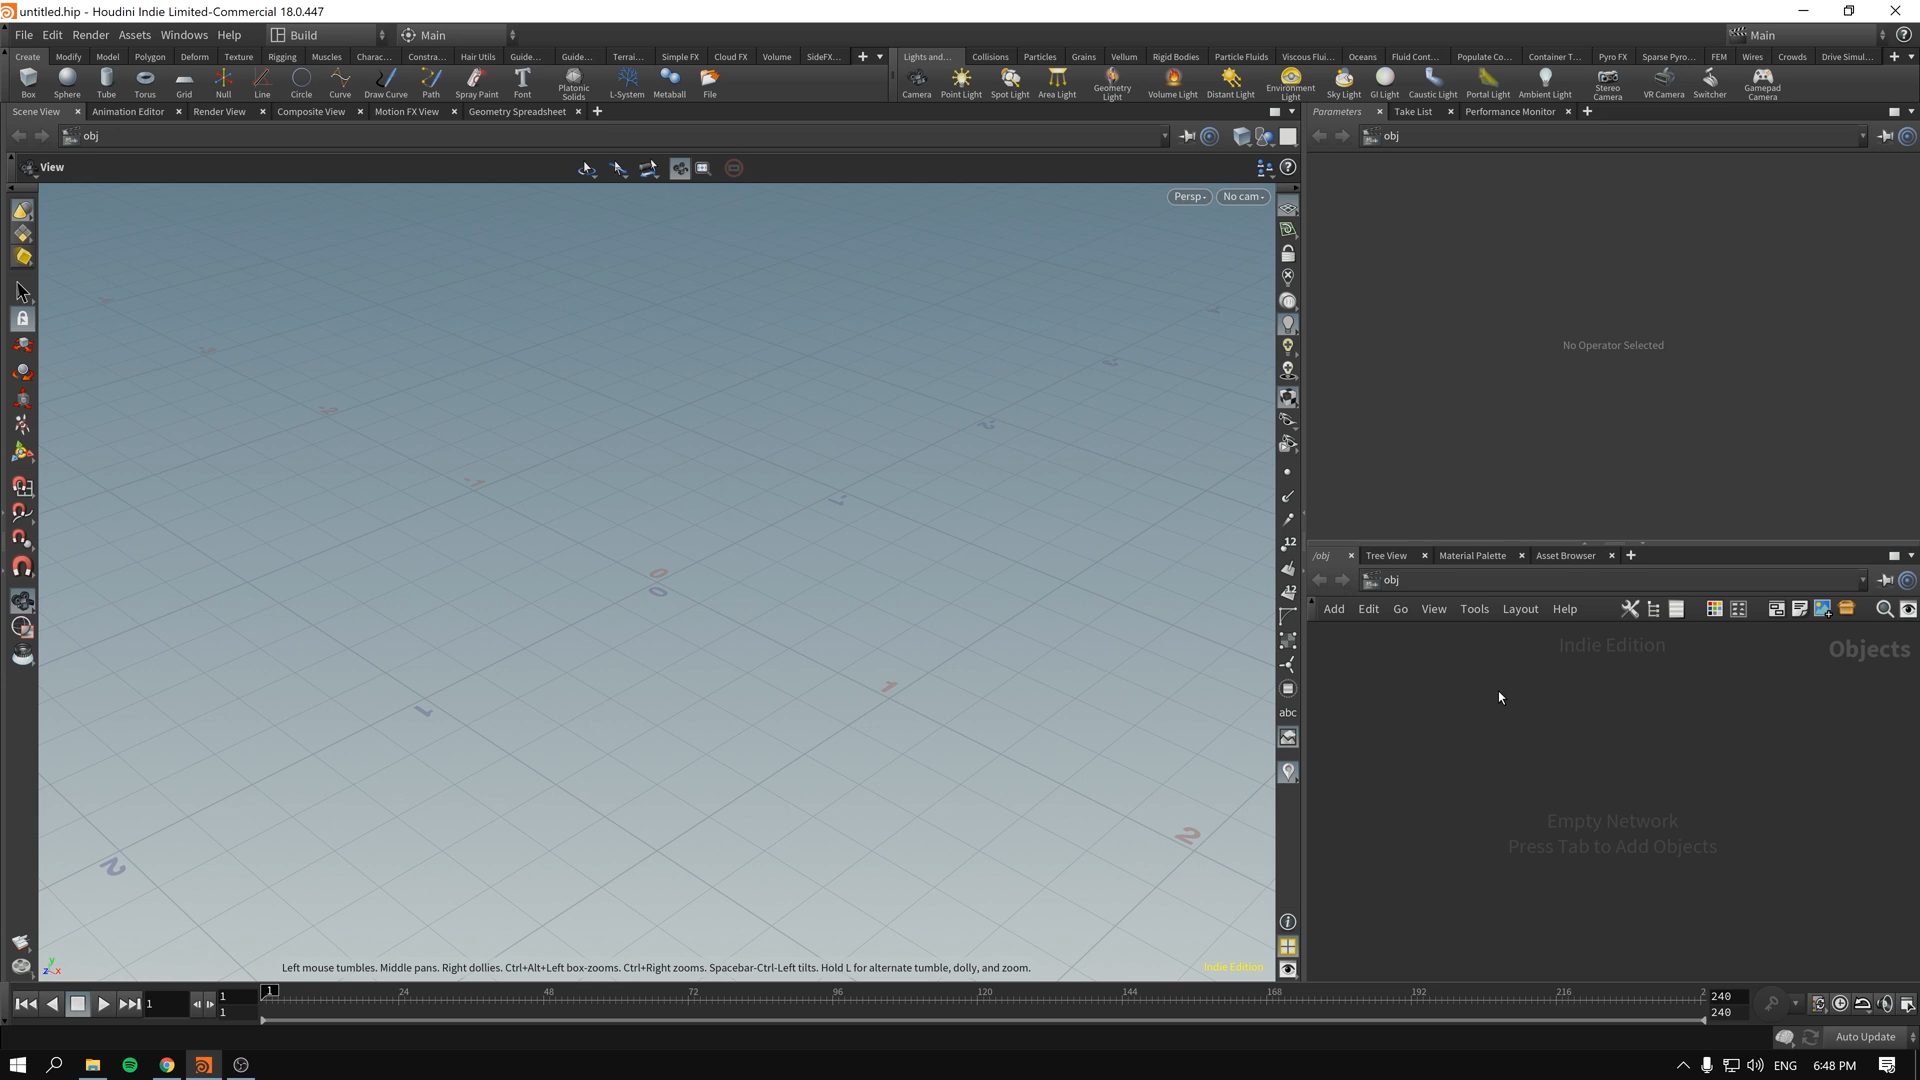 untitled.hip - Houdini Indie Limited-Commercial 18.0.447
File Edit Render Assets Windows Help Build Main Main
Create Modify Model Polygon Deform Texture Rigging Muscles Charac... Constra... Hair Utils Guide... Guide... Terrai... Simple FX Cloud FX Volume SideFX...
Lights and... Collisions Particles Grains Vellum Rigid Bodies Particle Fluids Viscous Flui... Oceans Fluid Cont... Populate Co... Container T... Pyro FX Sparse Pyro... FEM Wires Crowds Drive Simul...
Box Sphere Tube Torus Grid Null Line Circle Curve Draw Curve Path Spray Paint Font Platonic Solids L-System Metaball File
Camera Point Light Spot Light Area Light Geometry Light Volume Light Distant Light Environment Light Sky Light GI Light Caustic Light Portal Light Ambient Light Stereo Camera VR Camera Switcher Gamepad Camera
Scene View Animation Editor Render View Composite View Motion FX View Geometry Spreadsheet
Parameters Take List Performance Monitor
obj
obj
View
Persp No cam
No Operator Selected
/obj Tree View Material Palette Asset Browser
obj
Add Edit Go View Tools Layout Help
Indie Edition
Objects
Empty Network
Press Tab to Add Objects
0
0
1
1
2
2
12
12
abc
Left mouse tumbles. Middle pans. Right dollies. Ctrl+Alt+Left box-zooms. Ctrl+Right zooms. Spacebar-Ctrl-Left tilts. Hold L for alternate tumble, dolly, and zoom.
Indie Edition
y
z x
1 1 1 24 48 72 96 120 144 168 192 216 2 240
1 240
Auto Update
ENG 6:48 PM